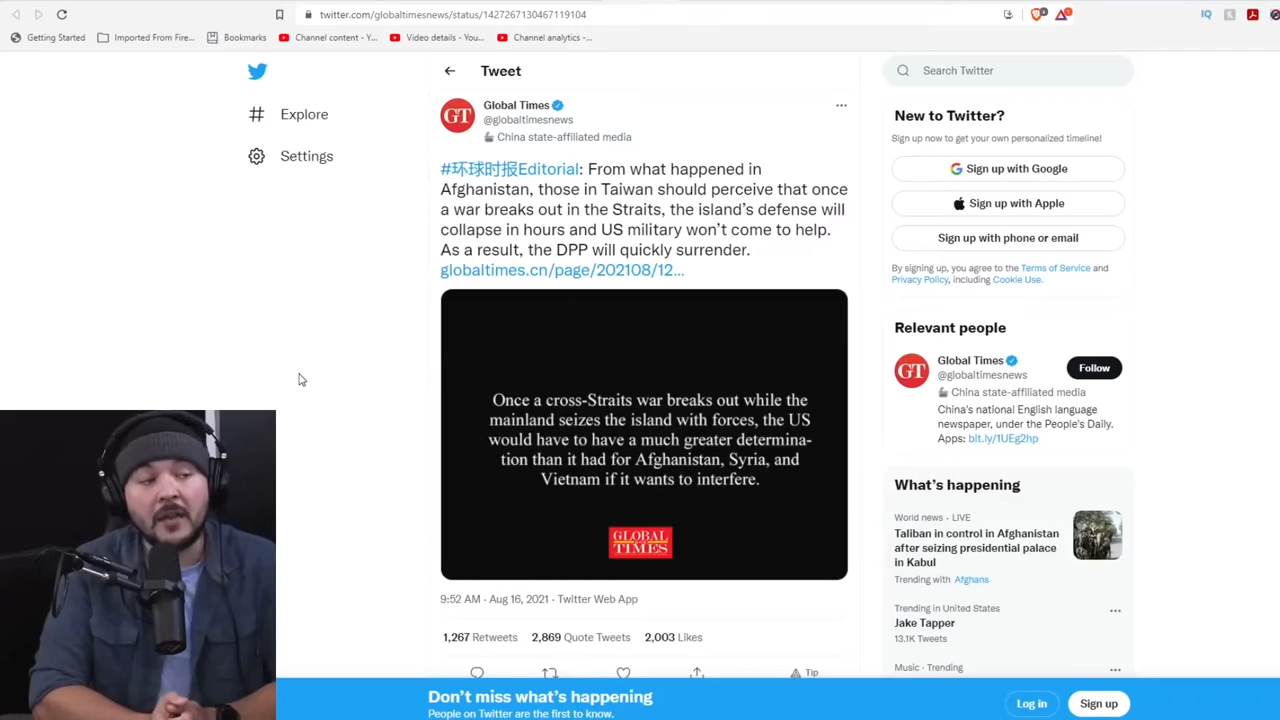 twitter.com/globaltimesnews/status/1427267130467119104
Getting Started
Imported From Fire...
Bookmarks
Channel content - Y...
Video details - You...
Channel analytics -...
Explore
Settings
Tweet
GT
Global Times
@globaltimesnews
China state-affiliated media
#环球时报Editorial: From what happened in
Afghanistan, those in Taiwan should perceive that once
a war breaks out in the Straits, the island's defense will
collapse in hours and US military won't come to help.
As a result, the DPP will quickly surrender.
globaltimes.cn/page/202108/12...
Once a cross-Straits war breaks out while the
mainland seizes the island with forces, the US
would have to have a much greater determina-
tion than it had for Afghanistan, Syria, and
Vietnam if it wants to interfere.
GLOBAL
TIMES
9:52 AM · Aug 16, 2021 · Twitter Web App
1,267 Retweets 2,869 Quote Tweets 2,003 Likes
Tip
Search Twitter
New to Twitter?
Sign up now to get your own personalized timeline!
Sign up with Google
Sign up with Apple
Sign up with phone or email
By signing up, you agree to the Terms of Service and
Privacy Policy, including Cookie Use.
Relevant people
GT
Global Times
@globaltimesnews
Follow
China state-affiliated media
China's national English language
newspaper, under the People's Daily.
Apps: bit.ly/1UEg2hp
What's happening
World news · LIVE
Taliban in control in Afghanistan
after seizing presidential palace
in Kabul
Trending with Afghans
Trending in United States
Jake Tapper
13.1K Tweets
Music · Trending
Don't miss what's happening
People on Twitter are the first to know.
Log in
Sign up